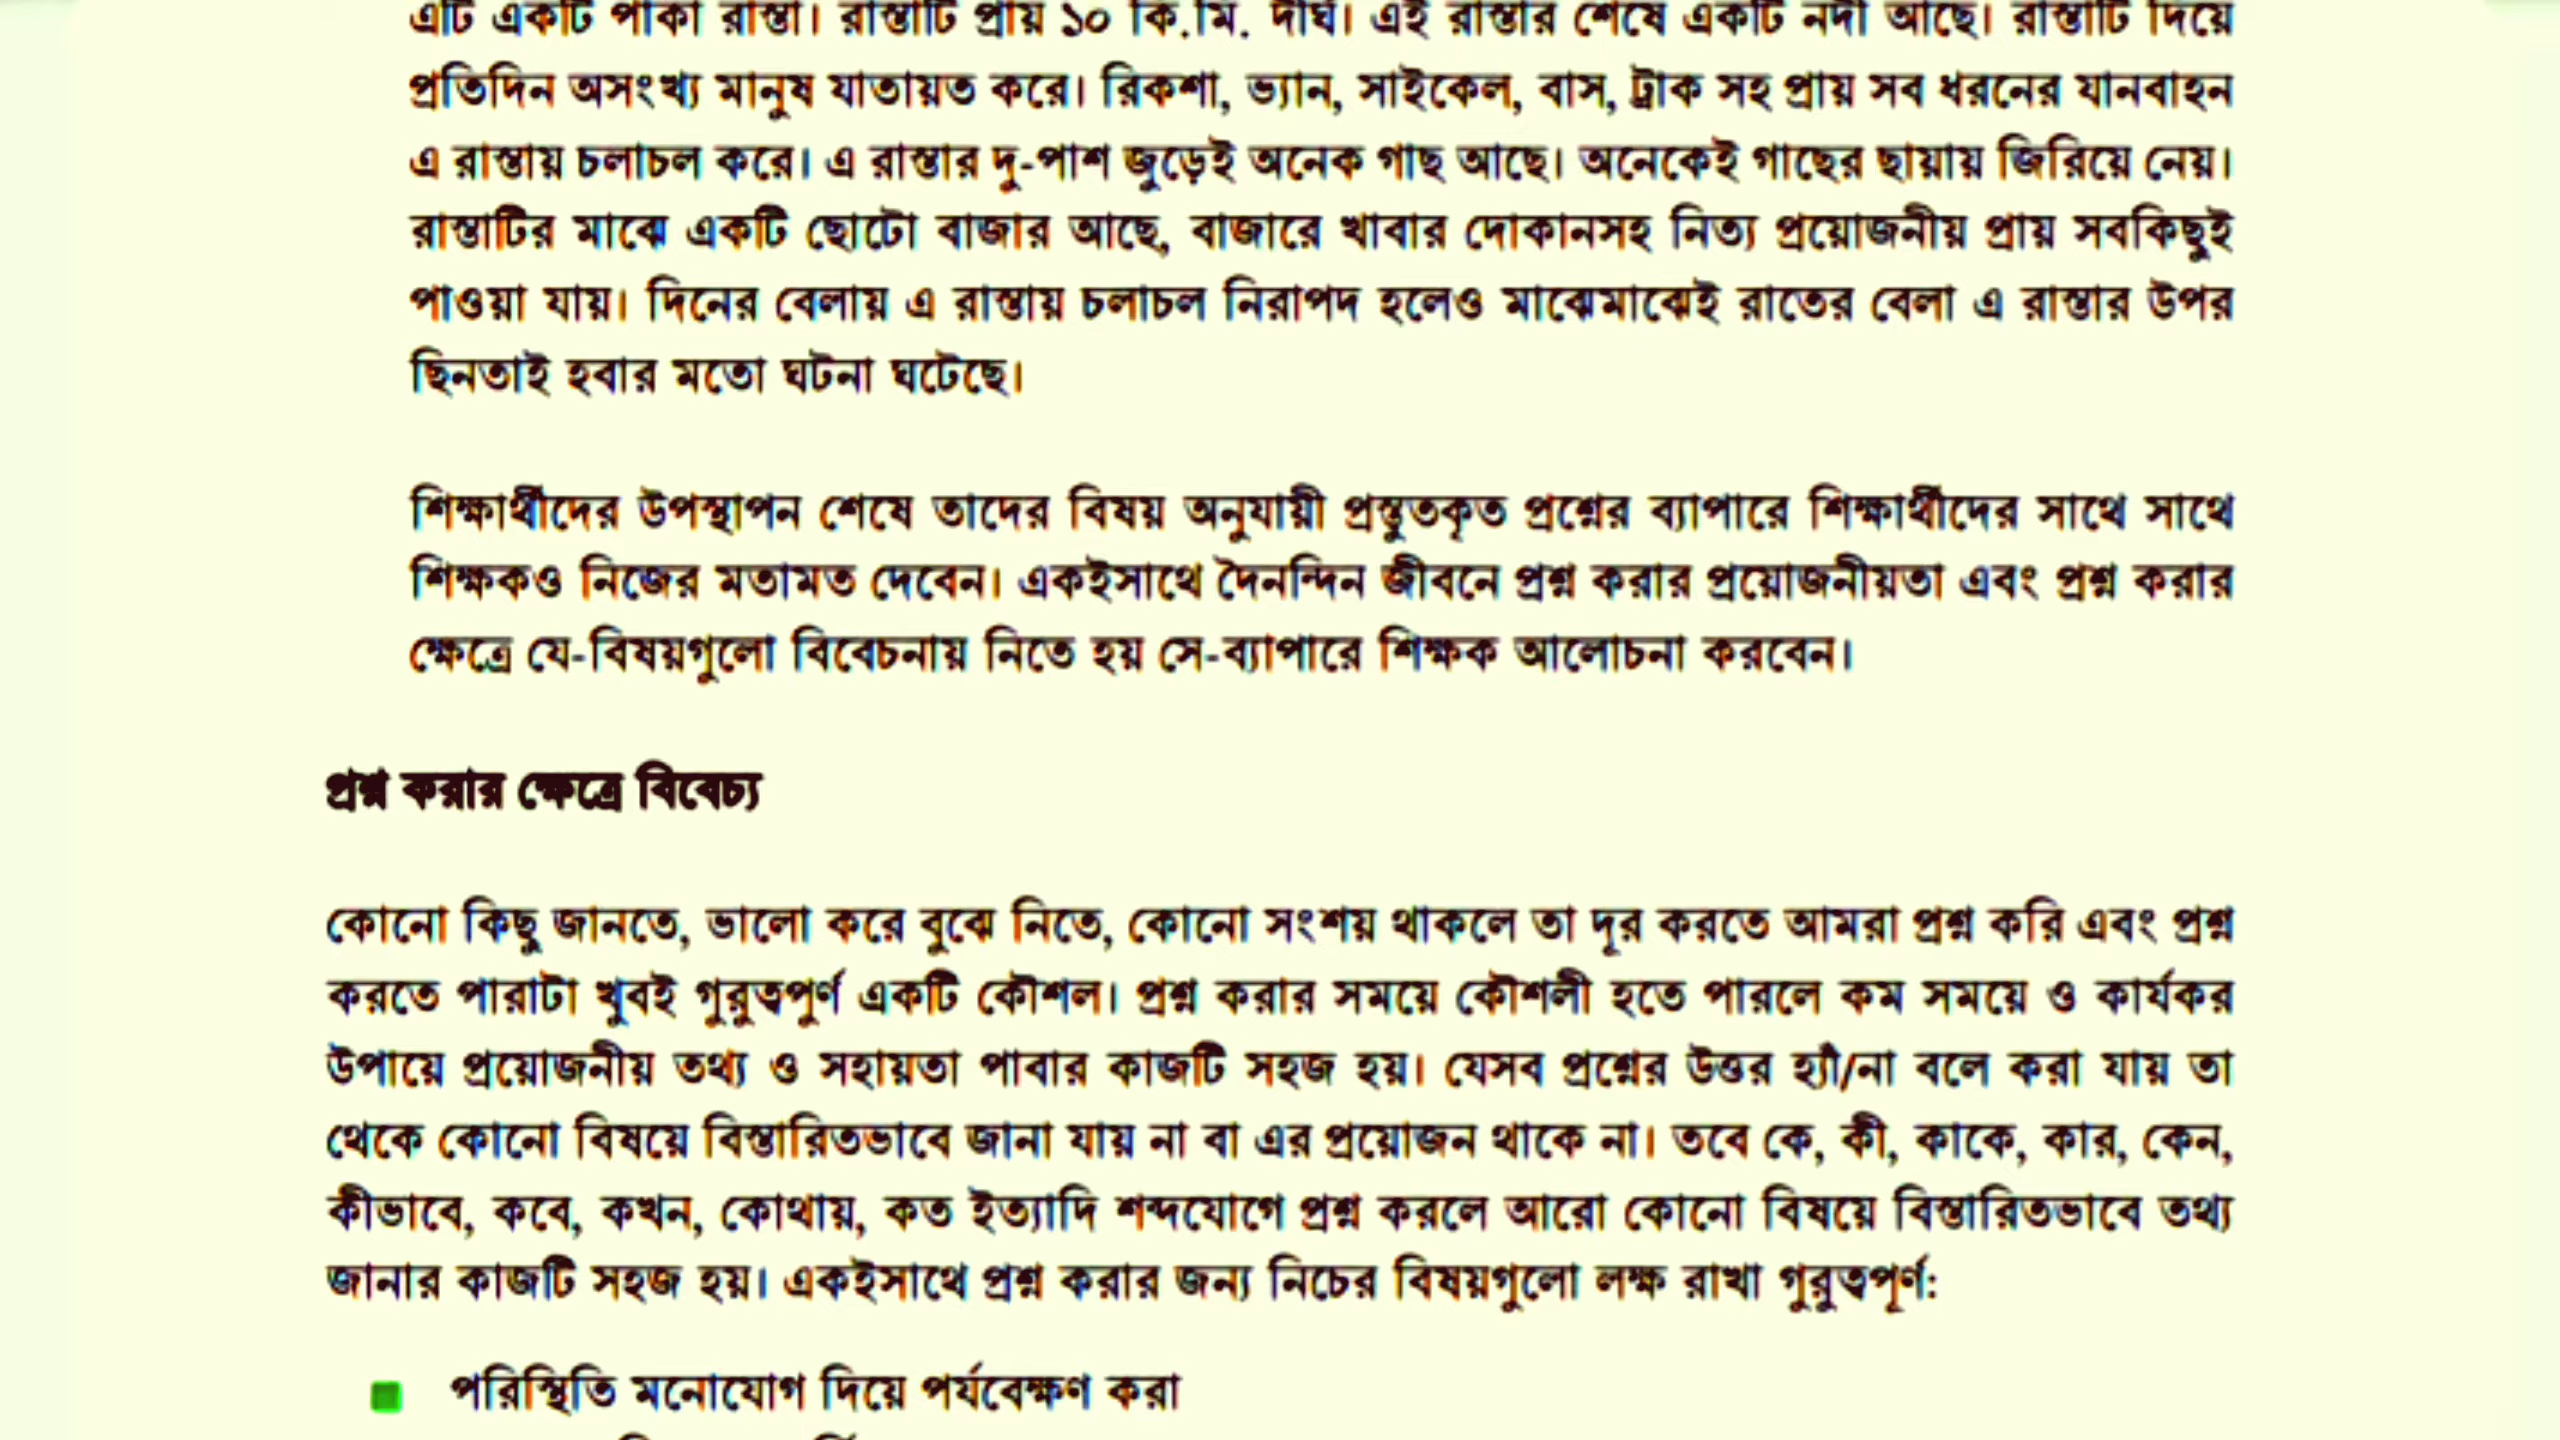 এটি একটি পাকা রাস্তা। রাস্তাটি প্রায় ১০ কি.মি. দীর্ঘ। এই রাস্তার শেষে একটি নদী আছে। রাস্তাটি দিয়ে
প্রতিদিন অসংখ্য মানুষ যাতায়ত করে। রিকশা, ভ্যান, সাইকেল, বাস, ট্রাক সহ প্রায় সব ধরনের যানবাহন
এ রাস্তায় চলাচল করে। এ রাস্তার দু-পাশ জুড়েই অনেক গাছ আছে। অনেকেই গাছের ছায়ায় জিরিয়ে নেয়।
রাস্তাটির মাঝে একটি ছোটো বাজার আছে, বাজারে খাবার দোকানসহ নিত্য প্রয়োজনীয় প্রায় সবকিছুই
পাওয়া যায়। দিনের বেলায় এ রাস্তায় চলাচল নিরাপদ হলেও মাঝেমাঝেই রাতের বেলা এ রাস্তার উপর
ছিনতাই হবার মতো ঘটনা ঘটেছে।
শিক্ষার্থীদের উপস্থাপন শেষে তাদের বিষয় অনুযায়ী প্রস্তুতকৃত প্রশ্নের ব্যাপারে শিক্ষার্থীদের সাথে সাথে
শিক্ষকও নিজের মতামত দেবেন। একইসাথে দৈনন্দিন জীবনে প্রশ্ন করার প্রয়োজনীয়তা এবং প্রশ্ন করার
ক্ষেত্রে যে-বিষয়গুলো বিবেচনায় নিতে হয় সে-ব্যাপারে শিক্ষক আলোচনা করবেন।
প্রশ্ন করার ক্ষেত্রে বিবেচ্য
কোনো কিছু জানতে, ভালো করে বুঝে নিতে, কোনো সংশয় থাকলে তা দূর করতে আমরা প্রশ্ন করি এবং প্রশ্ন
করতে পারাটা খুবই গুরুত্বপুর্ণ একটি কৌশল। প্রশ্ন করার সময়ে কৌশলী হতে পারলে কম সময়ে ও কার্যকর
উপায়ে প্রয়োজনীয় তথ্য ও সহায়তা পাবার কাজটি সহজ হয়। যেসব প্রশ্নের উত্তর হ্যাঁ/না বলে করা যায় তা
থেকে কোনো বিষয়ে বিস্তারিতভাবে জানা যায় না বা এর প্রয়োজন থাকে না। তবে কে, কী, কাকে, কার, কেন,
কীভাবে, কবে, কখন, কোথায়, কত ইত্যাদি শব্দযোগে প্রশ্ন করলে আরো কোনো বিষয়ে বিস্তারিতভাবে তথ্য
জানার কাজটি সহজ হয়। একইসাথে প্রশ্ন করার জন্য নিচের বিষয়গুলো লক্ষ রাখা গুরুত্বপূর্ণ:
পরিস্থিতি মনোযোগ দিয়ে পর্যবেক্ষণ করা